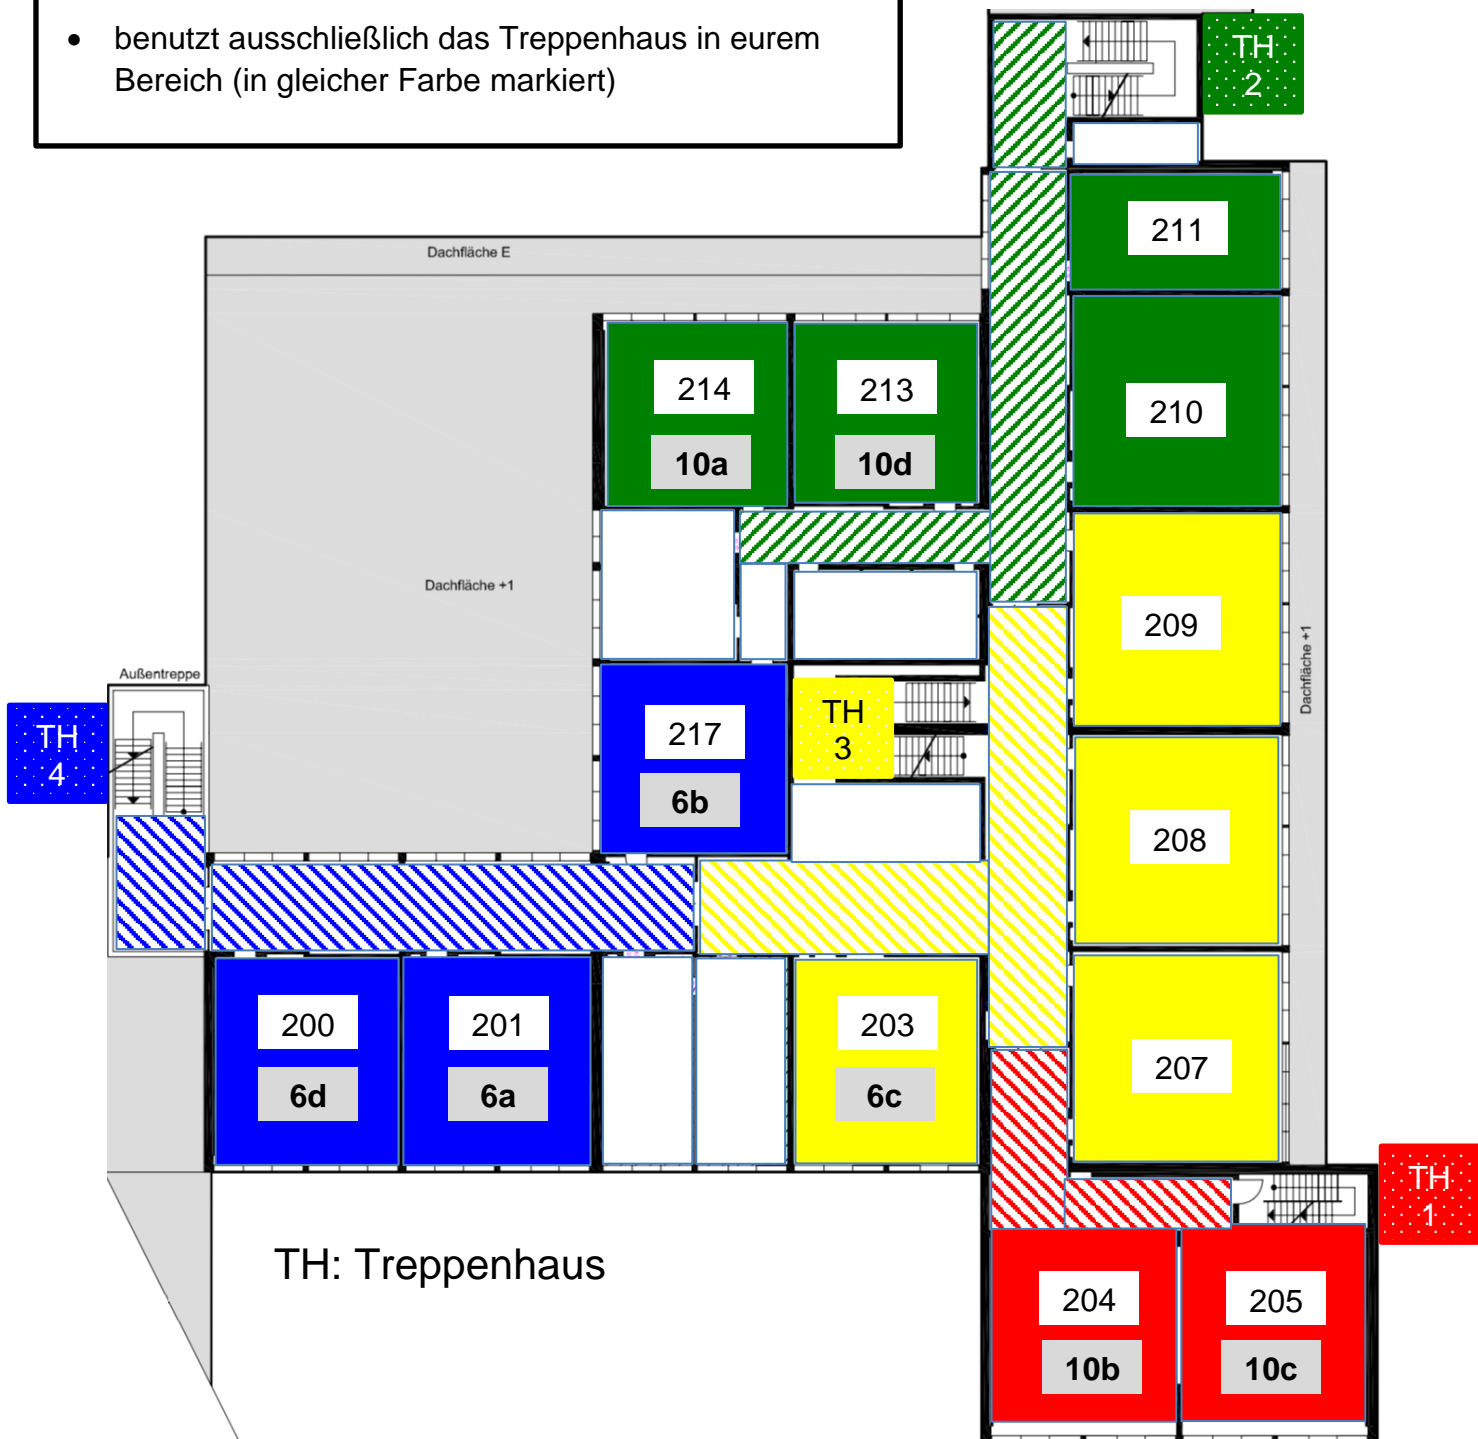 • benutzt ausschließlich das Treppenhaus in eurem
Bereich (in gleicher Farbe markiert)
TH
2
211
Dachfläche E
214
10a
213
10d
210
Dachfläche +1
209
Dachfläche +1
Außentreppe
TH
4
217
6b
TH
3
208
200
6d
201
6a
203
6c
207
TH
1
TH: Treppenhaus
204
10b
205
10c